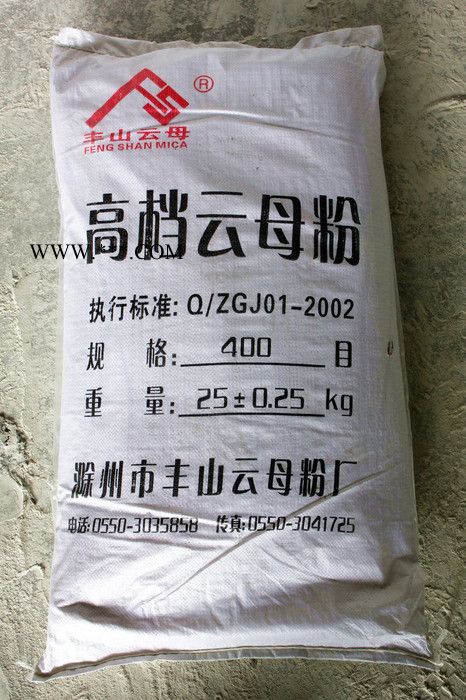 ®
丰山云母
FENG SHAN MICA
高档云母粉
执行标准: Q/ZGJ01-2002
规 格: 400 目
重 量: 25±0.25 kg
滁州市丰山云母粉厂
电话:0550-3035858 传真:0550-3041725